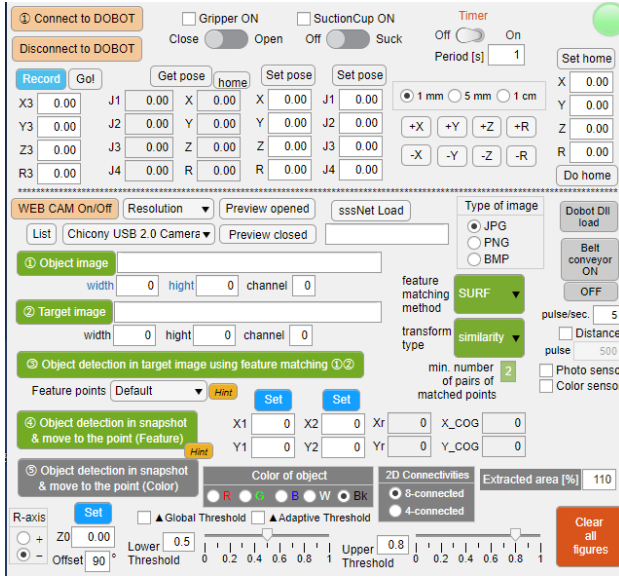 ① Connect to DOBOT
Gripper ON
SuctionCup ON
Timer
Disconnect to DOBOT
Close
Open
Off
Suck
Off
On
Period [s]
1
Set home
Record
Go!
Get pose
home
Set pose
Set pose
X3 0.00
J1 0.00
X 0.00
X 0.00
J1 0.00
1 mm
5 mm
1 cm
X 0.00
Y3 0.00
J2 0.00
Y 0.00
Y 0.00
J2 0.00
+X
+Y
+Z
+R
Y 0.00
Z3 0.00
J3 0.00
Z 0.00
Z 0.00
J3 0.00
-X
-Y
-Z
-R
Z 0.00
R3 0.00
J4 0.00
R 0.00
R 0.00
J4 0.00
R 0.00
Do home
WEB CAM On/Off
Resolution
Preview opened
sssNet Load
Type of image
JPG
PNG
BMP
Dobot Dll
load
List
Chicony USB 2.0 Camera
Preview closed
Belt
conveyor
ON
OFF
① Object image
width 0
hight 0
channel 0
feature
matching
method
SURF
pulse/sec. 5
② Target image
width 0
hight 0
channel 0
transform
type
similarity
Distance
pulse 500
③ Object detection in target image using feature matching ①②
min. number
of pairs of
matched points
2
Photo senso
Color senso
Feature points
Default
Hint
Set
Set
④ Object detection in snapshot
& move to the point (Feature)
Hint
X1 0
X2 0
Xr 0
X_COG 0
Y1 0
Y2 0
Yr 0
Y_COG 0
⑤ Object detection in snapshot
& move to the point (Color)
Color of object
R
G
B
W
Bk
2D Connectivities
8-connected
4-connected
Extracted area [%] 110
R-axis
+
−
Set
Z0 0.00
Offset 90 °
▲Global Threshold
▲Adaptive Threshold
Lower
Threshold
0.5
0 0.2 0.4 0.6 0.8 1
Upper
Threshold
0.8
0 0.2 0.4 0.6 0.8 1
Clear
all
figures